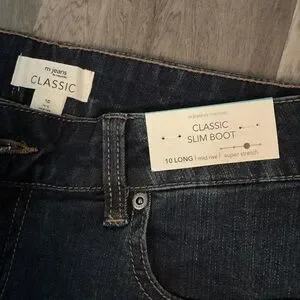 m jeans
CLASSIC
10
CLASSIC
SLIM BOOT
10 LONG | mid rise | super stretch